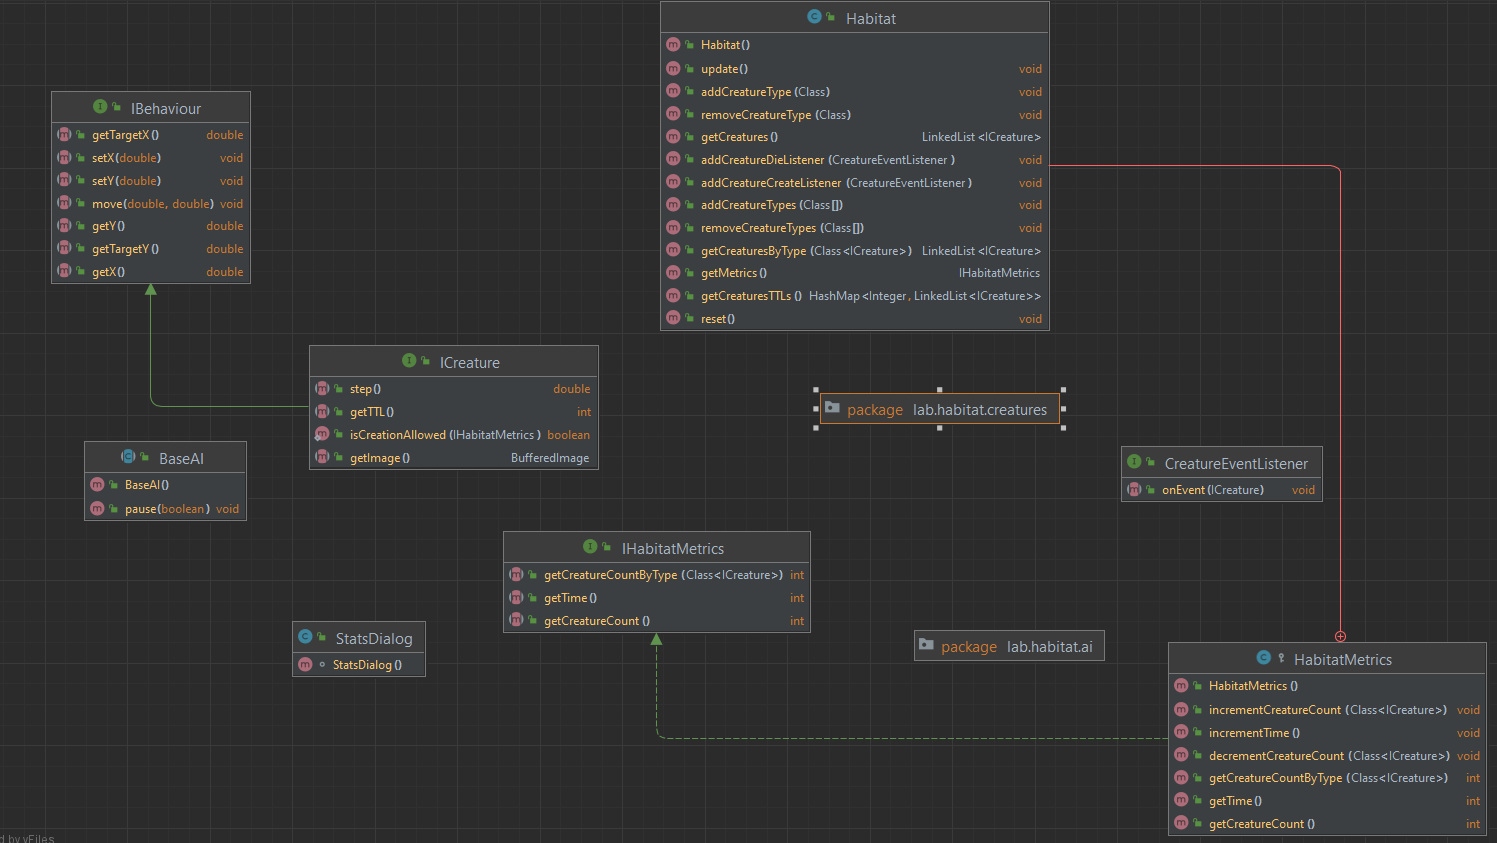 Habitat
Habitat()
update() void
addCreatureType(Class) void
removeCreatureType(Class) void
getCreatures() LinkedList<ICreature>
addCreatureDieListener(CreatureEventListener) void
addCreatureCreateListener(CreatureEventListener) void
addCreatureTypes(Class[]) void
removeCreatureTypes(Class[]) void
getCreaturesByType(Class<ICreature>) LinkedList<ICreature>
getMetrics() IHabitatMetrics
getCreaturesTTLs() HashMap<Integer, LinkedList<ICreature>>
reset() void
IBehaviour
getTargetX() double
setX(double) void
setY(double) void
move(double, double) void
getY() double
getTargetY() double
getX() double
ICreature
step() double
getTTL() int
isCreationAllowed(IHabitatMetrics) boolean
getImage() BufferedImage
package lab.habitat.creatures
BaseAI
BaseAI()
pause(boolean) void
CreatureEventListener
onEvent(ICreature) void
IHabitatMetrics
getCreatureCountByType(Class<ICreature>) int
getTime() int
getCreatureCount() int
StatsDialog
StatsDialog()
package lab.habitat.ai
HabitatMetrics
HabitatMetrics()
incrementCreatureCount(Class<ICreature>) void
incrementTime() void
decrementCreatureCount(Class<ICreature>) void
getCreatureCountByType(Class<ICreature>) int
getTime() int
getCreatureCount() int
d by yFiles